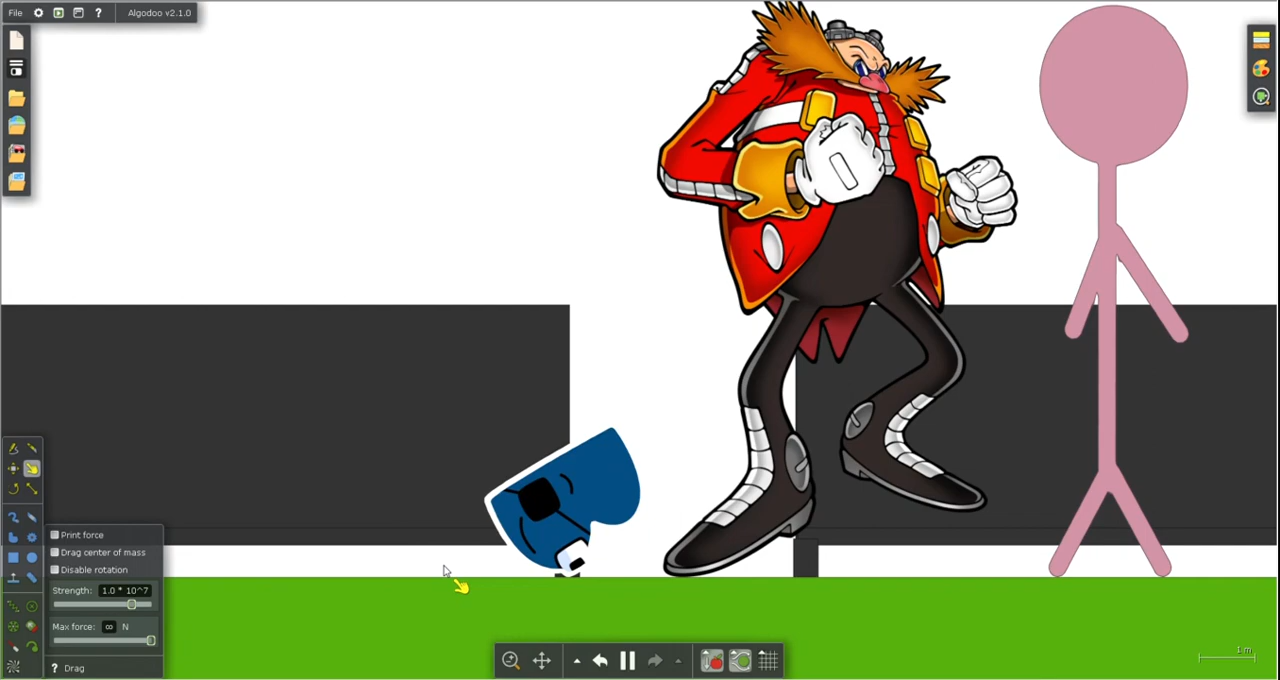 File ? Algodoo v2.1.0
Print force
Drag center of mass
Disable rotation
Strength: 1.0 * 10^7
Max force: ∞ N
? Drag
1 m